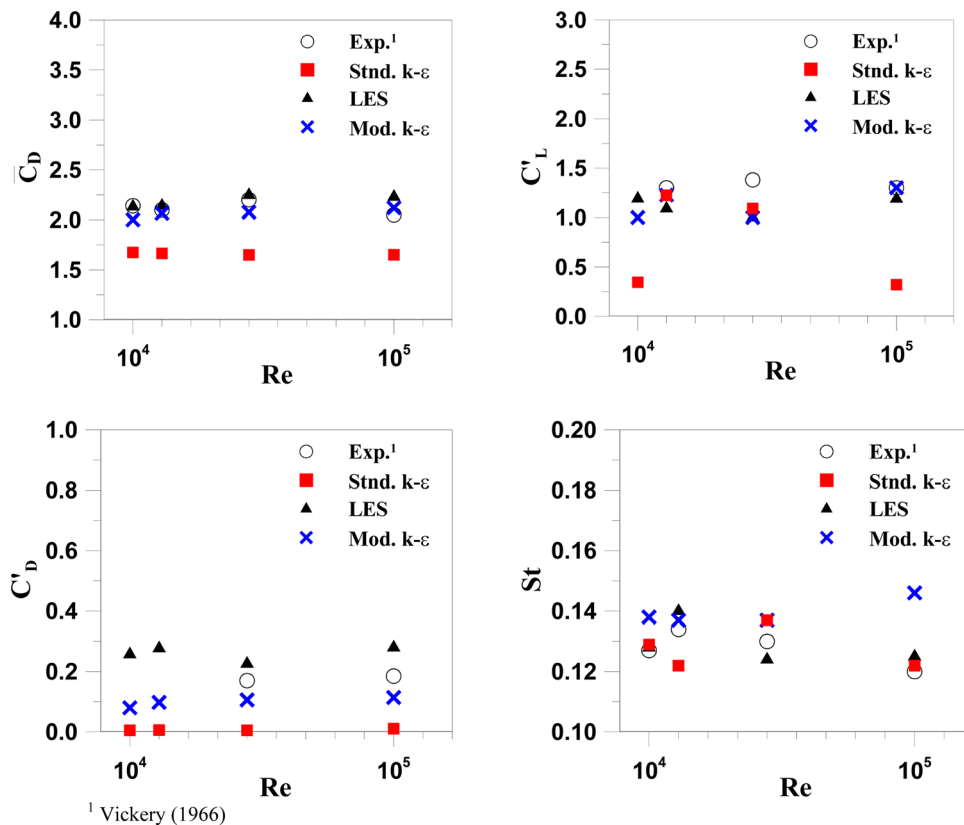 4.0
3.5
3.0
2.5
2.0
1.5
1.0
C̅D
Exp.¹
Stnd. k-ε
LES
Mod. k-ε
10⁴
10⁵
Re
3.0
2.5
2.0
1.5
1.0
0.5
0.0
C'L
Exp.¹
Stnd. k-ε
LES
Mod. k-ε
10⁴
10⁵
Re
1.0
0.8
0.6
0.4
0.2
0.0
C'D
Exp.¹
Stnd. k-ε
LES
Mod. k-ε
10⁴
10⁵
Re
0.20
0.18
0.16
0.14
0.12
0.10
St
Exp.¹
Stnd. k-ε
LES
Mod. k-ε
10⁴
10⁵
Re
¹ Vickery (1966)